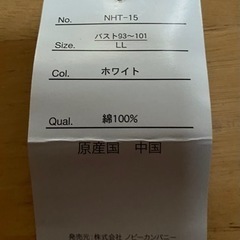 No. NHT-15
バスト93〜101
Size. LL
Col. ホワイト
Qual. 綿100%
原産国 中国
発売元 株式会社 ノビーカンパニー